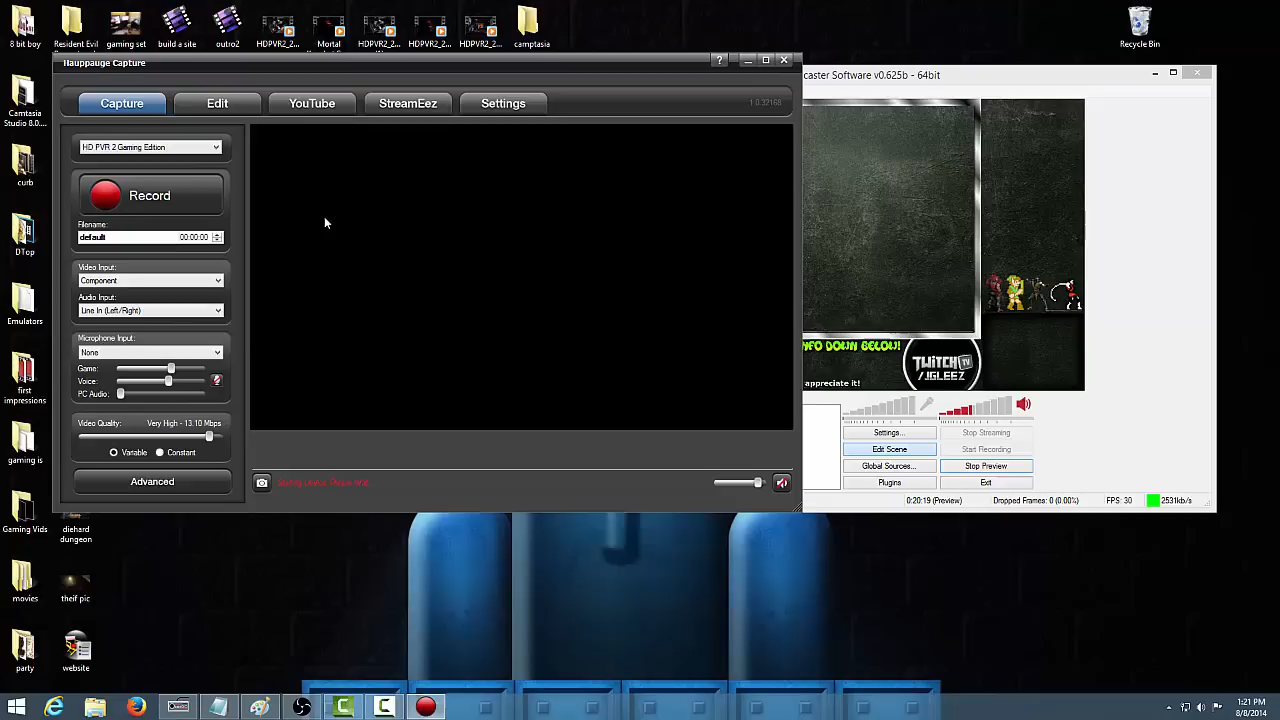 8 bit boy
Resident Evil
gaming set
build a site
outro2
HDPVR2_2...
Mortal
HDPVR2_2...
HDPVR2_2...
HDPVR2_2...
camptasia
Recycle Bin
Camtasia
Studio 8.0...
curb
DTop
Emulators
first
impressions
gaming is
Gaming Vids
diehard
dungeon
movies
theif pic
party
website
Hauppauge Capture
?
Capture
Edit
YouTube
StreamEez
Settings
1.0.32168
HD PVR 2 Gaming Edition
Record
Filename:
default 00:00:00
Video Input:
Component
Audio Input:
Line In (Left/Right)
Microphone Input:
None
Game:
Voice:
PC Audio:
Video Quality: Very High - 13.10 Mbps
Variable Constant
Advanced
caster Software v0.625b - 64bit
NFO DOWN BELOW!
appreciate it!
TWITCH TV
/JGLEEZ
Settings... Stop Streaming
Edit Scene Start Recording
Global Sources... Stop Preview
Plugins Exit
0:20:19 (Preview) Dropped Frames: 0 (0.00%) FPS: 30 2531kb/s
1:21 PM
8/8/2014